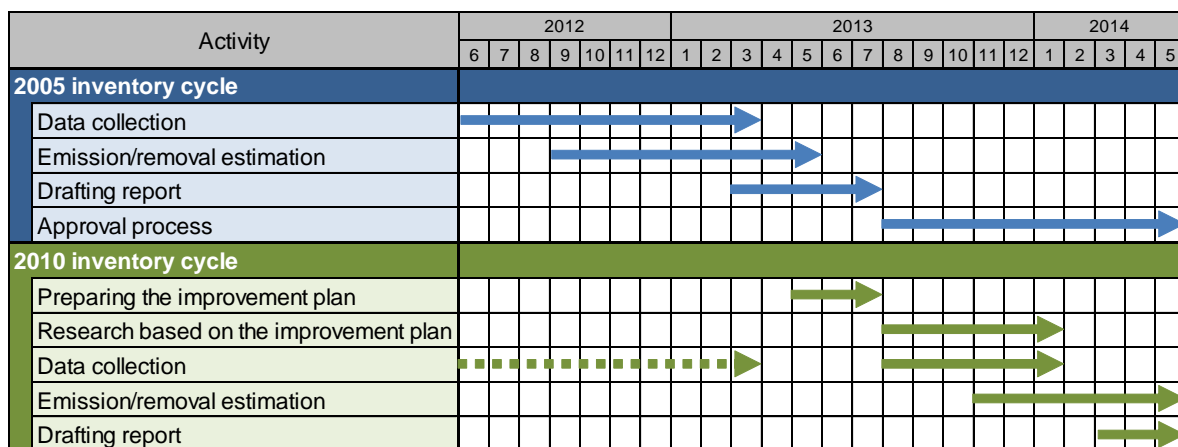 Activity
2012 2013 2014
6 7 8 9 10 11 12 1 2 3 4 5 6 7 8 9 10 11 12 1 2 3 4 5
2005 inventory cycle
Data collection
Emission/removal estimation
Drafting report
Approval process
2010 inventory cycle
Preparing the improvement plan
Research based on the improvement plan
Data collection
Emission/removal estimation
Drafting report